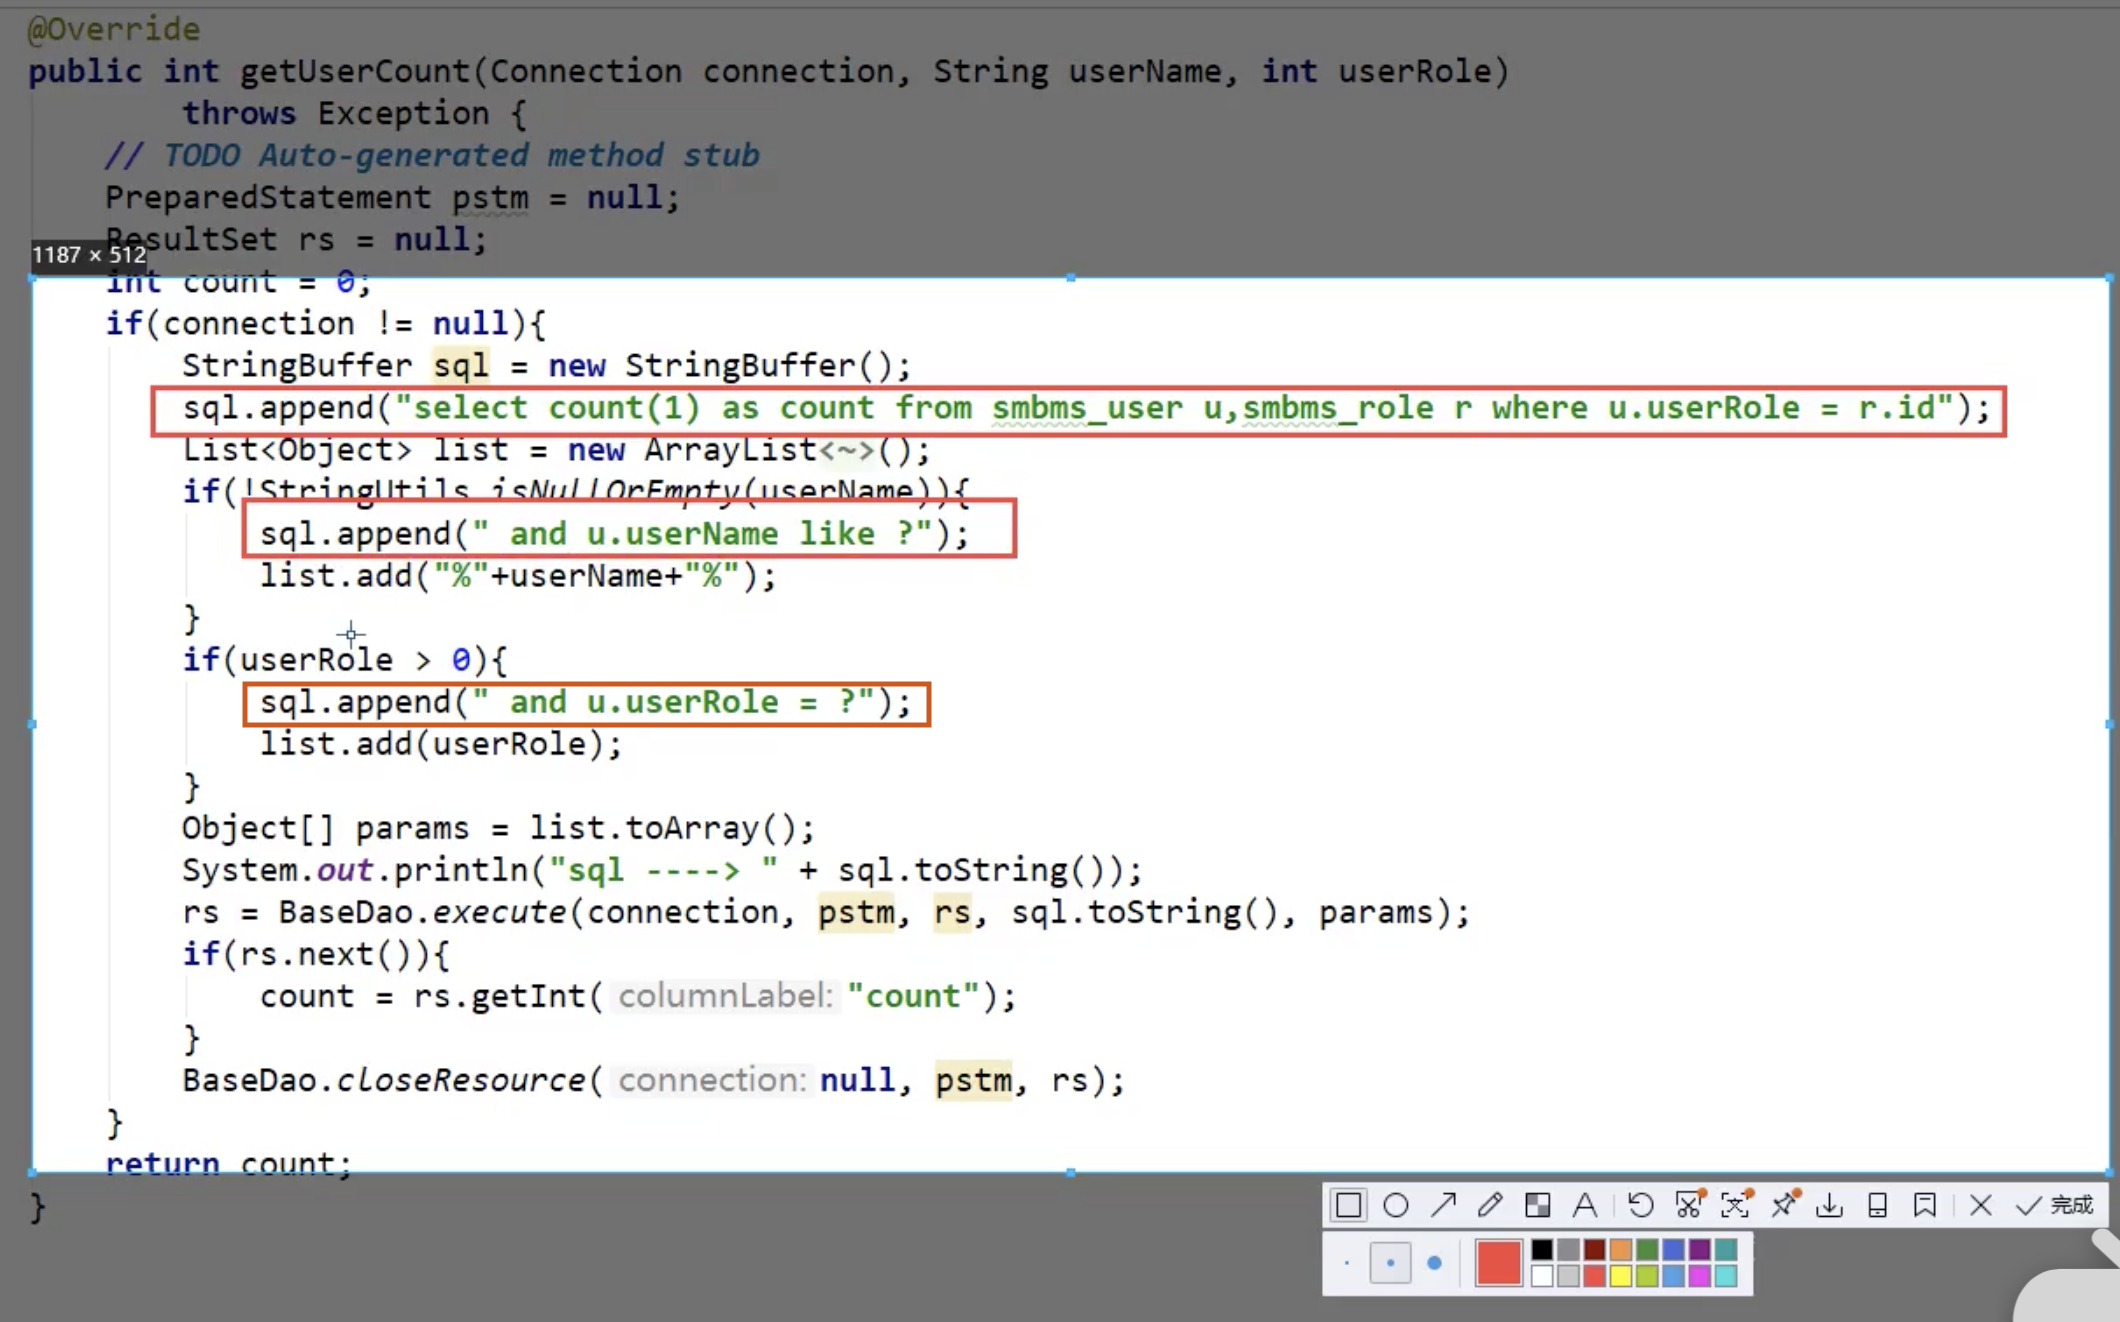 @Override
public int getUserCount(Connection connection, String userName, int userRole)
throws Exception {
// TODO Auto-generated method stub
PreparedStatement pstm = null;
ResultSet rs = null;
1187 × 512
int count = 0;
if(connection != null){
StringBuffer sql = new StringBuffer();
sql.append("select count(1) as count from smbms_user u,smbms_role r where u.userRole = r.id");
List<Object> list = new ArrayList<~>();
if(!StringUtils.isNullOrEmpty(userName)){
sql.append(" and u.userName like ?");
list.add("%"+userName+"%");
}
if(userRole > 0){
sql.append(" and u.userRole = ?");
list.add(userRole);
}
Object[] params = list.toArray();
System.out.println("sql ----> " + sql.toString());
rs = BaseDao.execute(connection, pstm, rs, sql.toString(), params);
if(rs.next()){
count = rs.getInt( columnLabel: "count");
}
BaseDao.closeResource( connection: null, pstm, rs);
}
return count;
}
完成